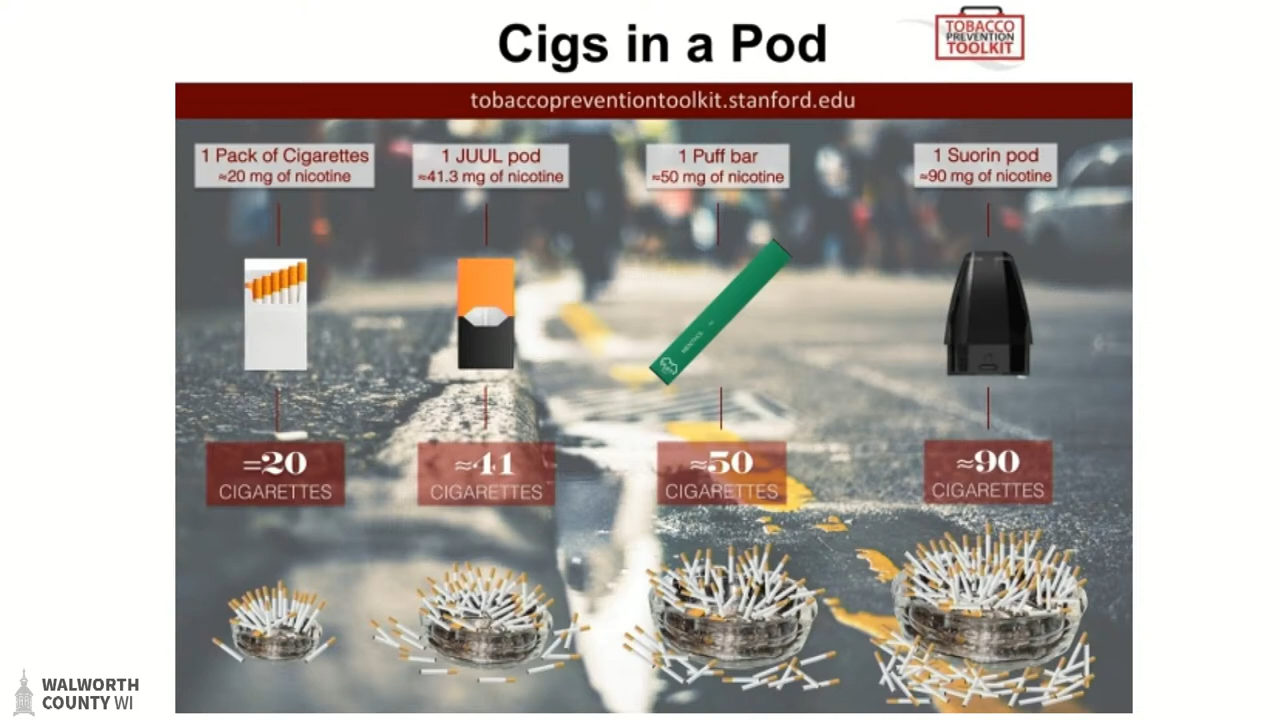 Cigs in a Pod
TOBACCO
PREVENTION
TOOLKIT
tobaccopreventiontoolkit.stanford.edu
1 Pack of Cigarettes
≈20 mg of nicotine
1 JUUL pod
≈41.3 mg of nicotine
1 Puff bar
≈50 mg of nicotine
1 Suorin pod
≈90 mg of nicotine
MENTHOL
=20
CIGARETTES
≈41
CIGARETTES
≈50
CIGARETTES
≈90
CIGARETTES
WALWORTH
COUNTY WI